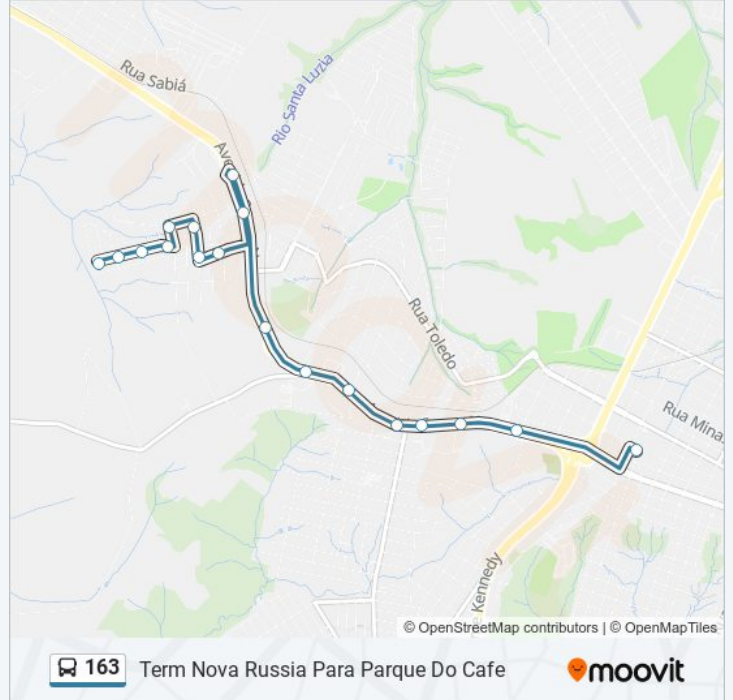 Rua Sabiá
Rio Santa Luzia
Ave
Rua Toledo
Rua Mina
Kennedy
© OpenStreetMap contributors | © OpenMapTiles
163 Term Nova Russia Para Parque Do Cafe moovit